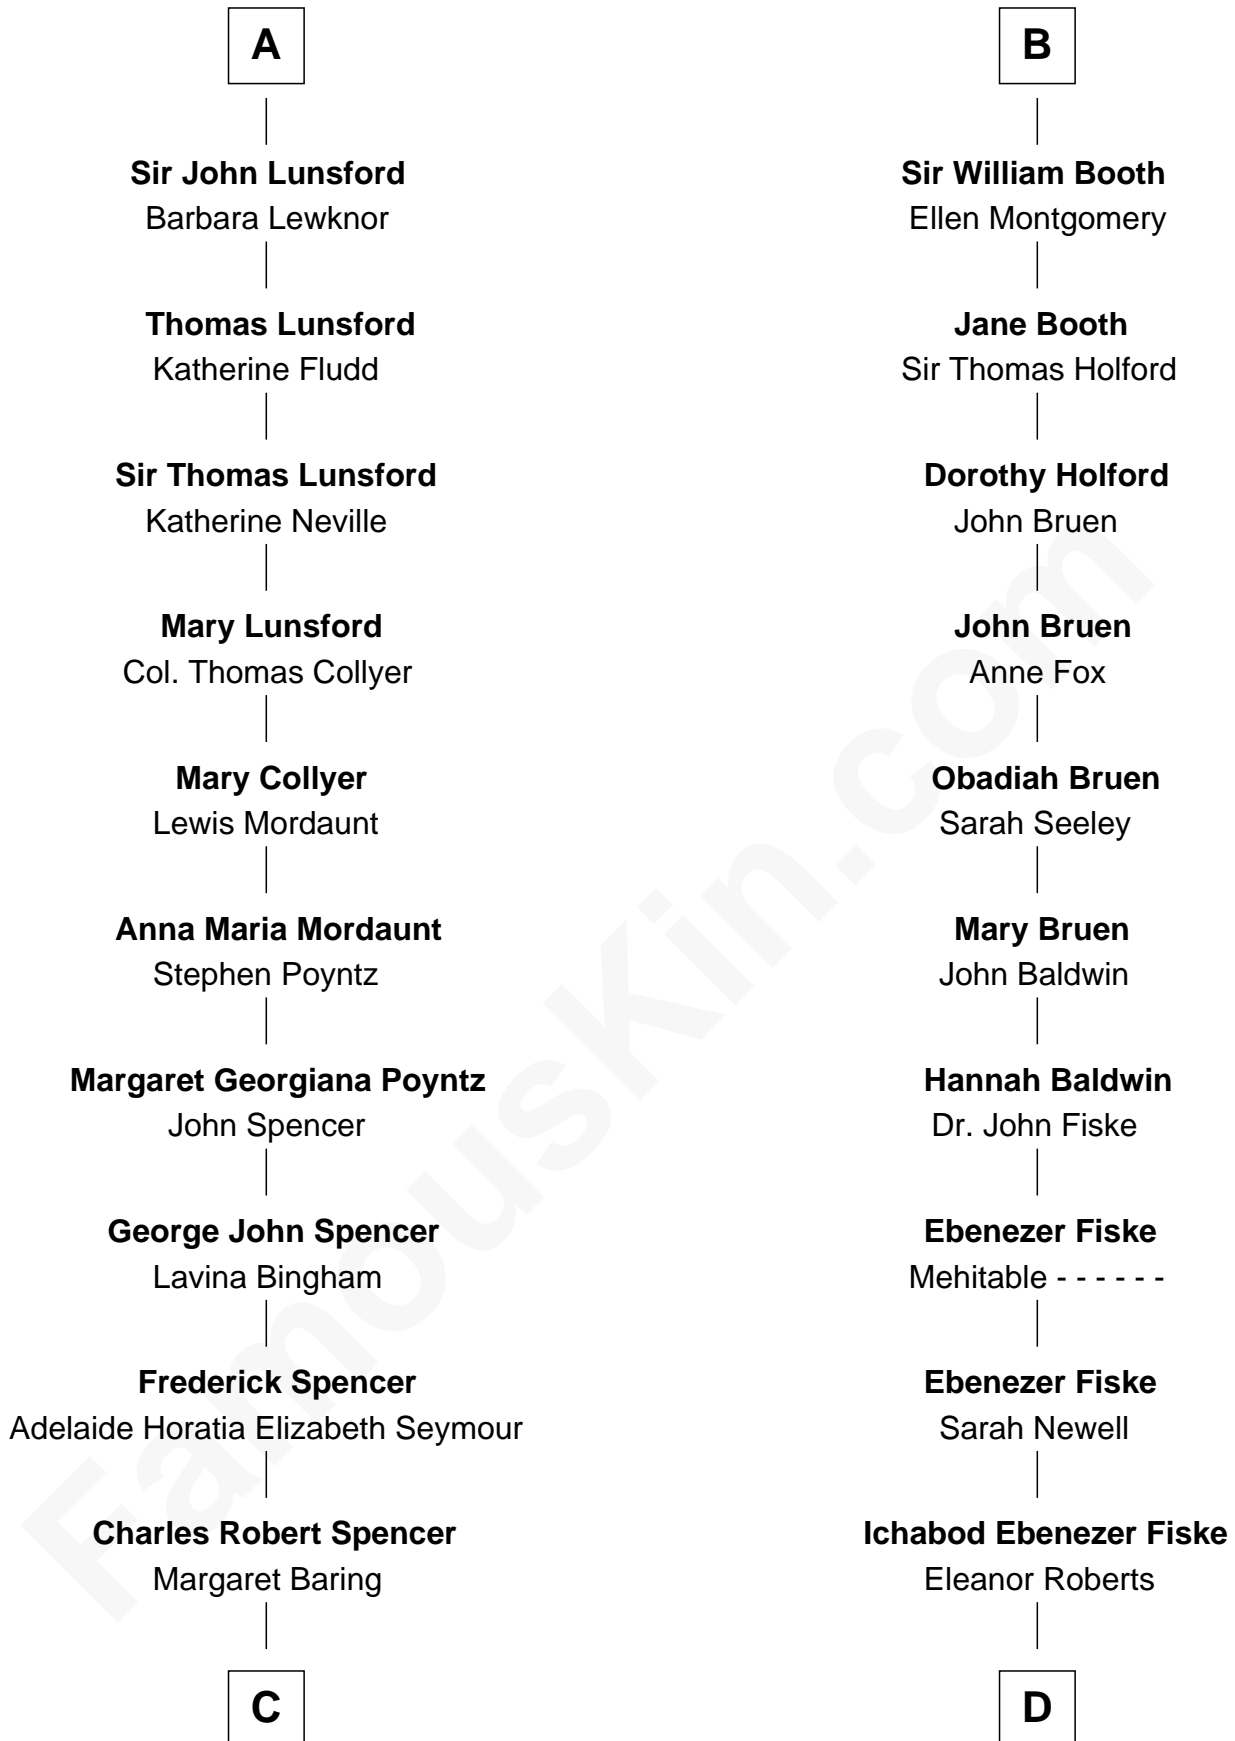 A
Sir John Lunsford
Barbara Lewknor
Thomas Lunsford
Katherine Fludd
Sir Thomas Lunsford
Katherine Neville
Mary Lunsford
Col. Thomas Collyer
Mary Collyer
Lewis Mordaunt
Anna Maria Mordaunt
Stephen Poyntz
Margaret Georgiana Poyntz
John Spencer
George John Spencer
Lavina Bingham
Frederick Spencer
Adelaide Horatia Elizabeth Seymour
Charles Robert Spencer
Margaret Baring
C
B
Sir William Booth
Ellen Montgomery
Jane Booth
Sir Thomas Holford
Dorothy Holford
John Bruen
John Bruen
Anne Fox
Obadiah Bruen
Sarah Seeley
Mary Bruen
John Baldwin
Hannah Baldwin
Dr. John Fiske
Ebenezer Fiske
Mehitable - - - - - -
Ebenezer Fiske
Sarah Newell
Ichabod Ebenezer Fiske
Eleanor Roberts
D
FamousKin.com